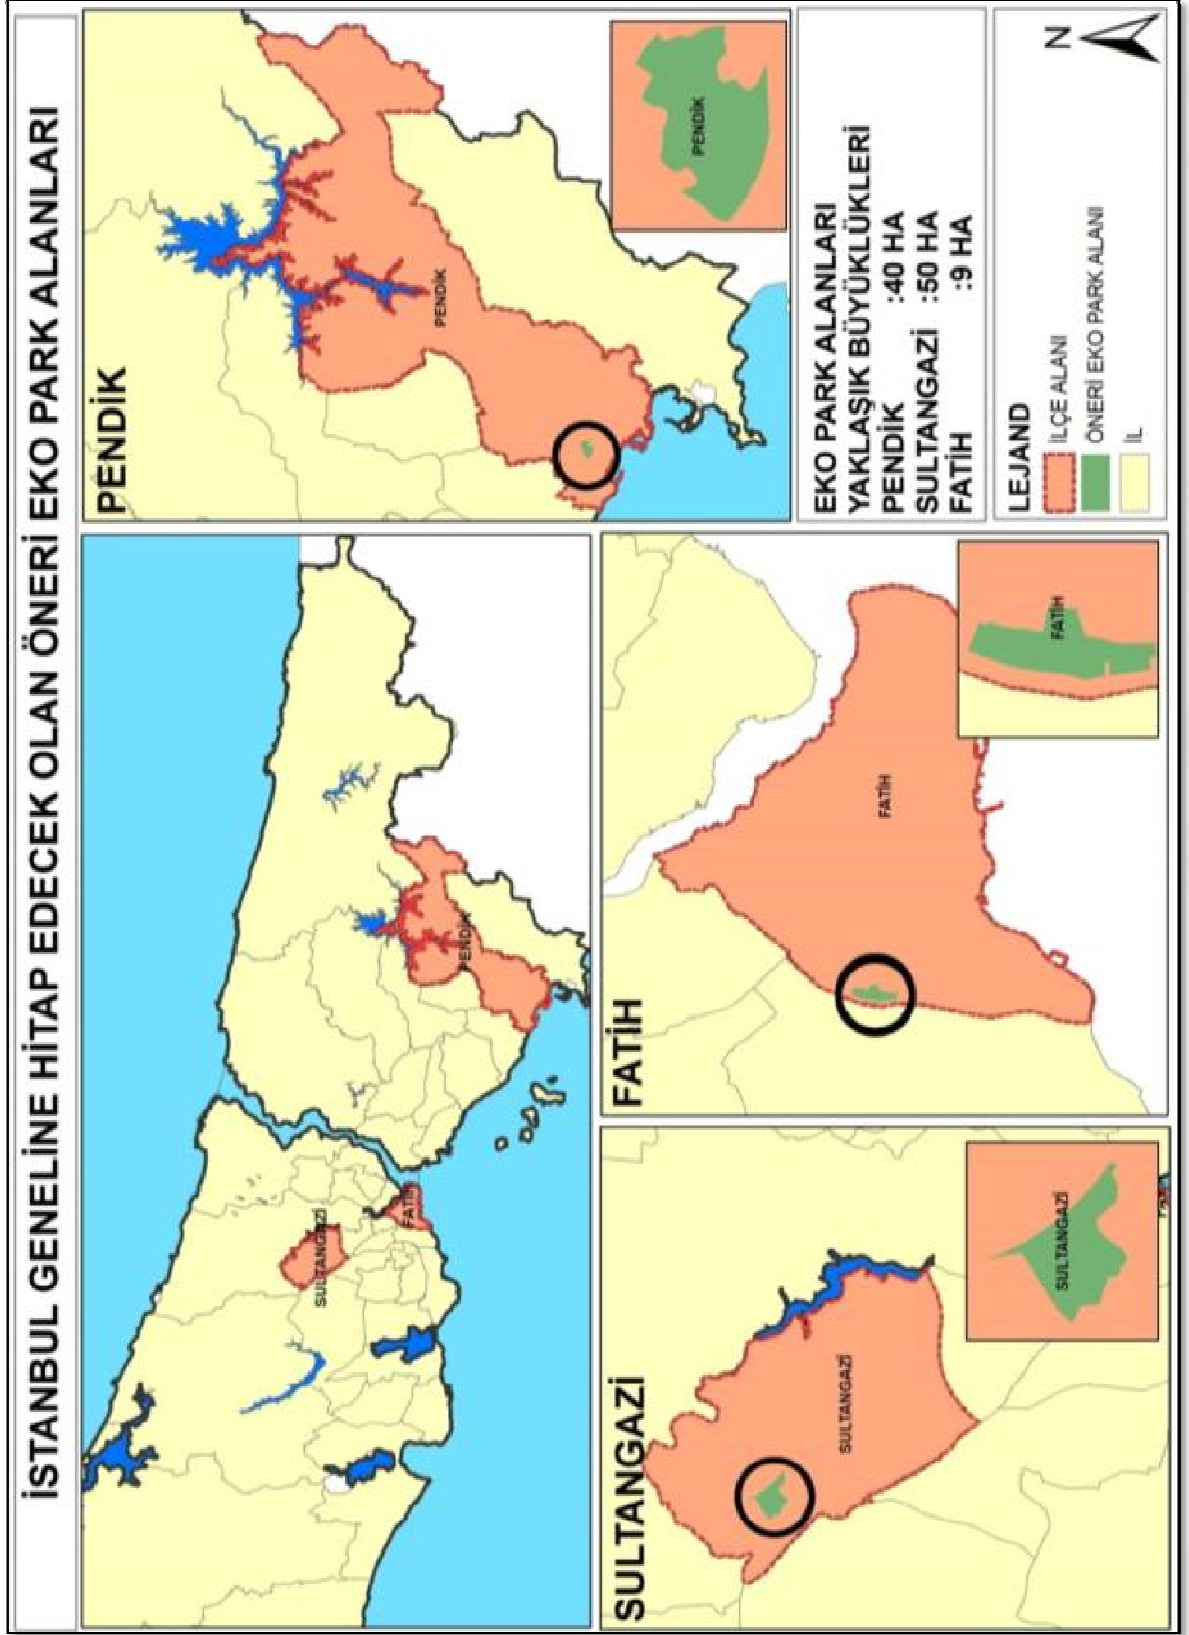 İSTANBUL GENELİNE HİTAP EDECEK OLAN ÖNERİ EKO PARK ALANLARI
SULTANGAZİ
FATİH
PENDİK
PENDİK
PENDİK
PENDİK
SULTANGAZİ
SULTANGAZİ
SULTANGAZİ
FATİH
FATİH
FATİH
EKO PARK ALANLARI
YAKLAŞIK BÜYÜKLÜKLERİ
PENDİK :40 HA
SULTANGAZİ :50 HA
FATİH :9 HA
LEJAND
İLÇE ALANI
ÖNERİ EKO PARK ALANI
İL
N